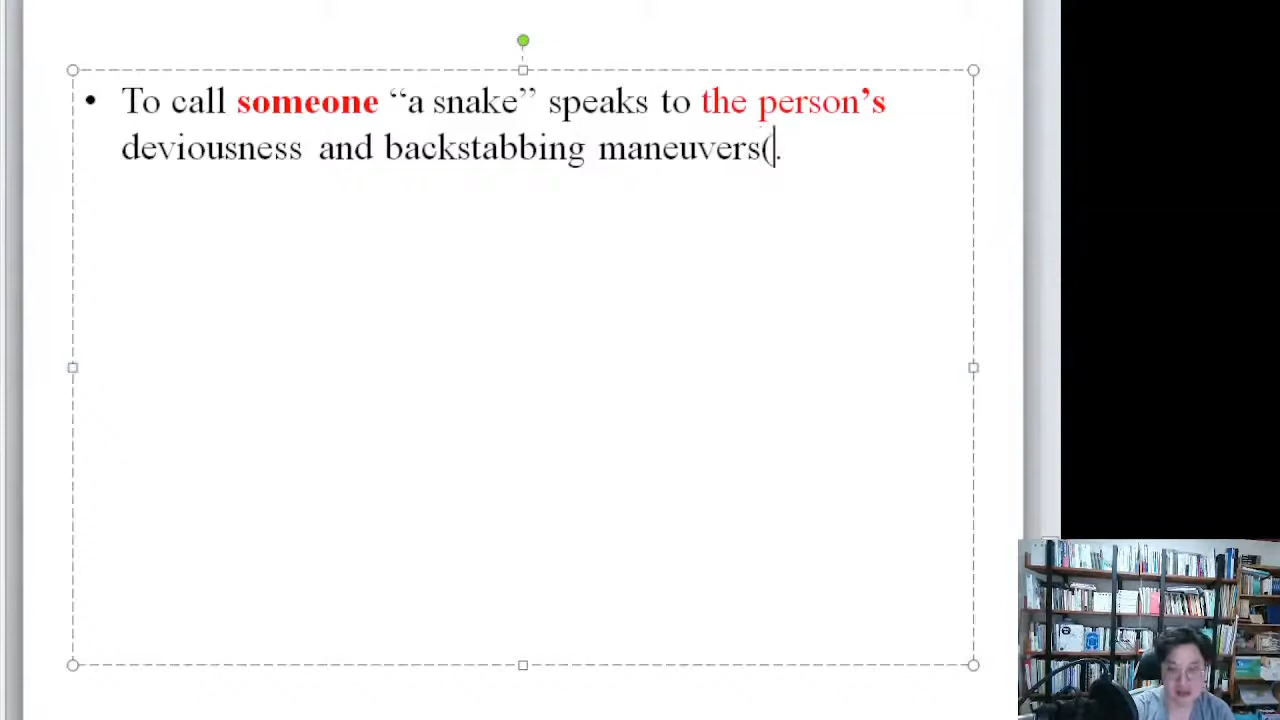 • To call someone “a snake” speaks to the person’s
deviousness and backstabbing maneuvers(.